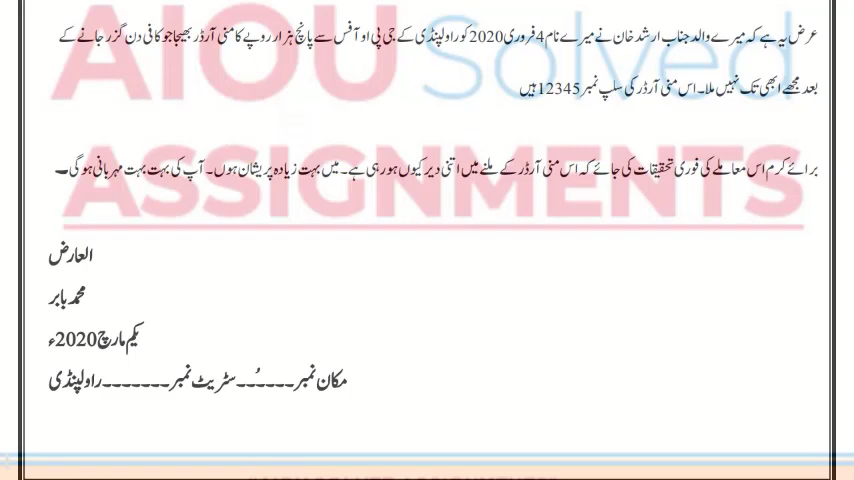 AIOU Solved
عرض یہ ہے کہ میرے والد جناب ارشد خان نے میرے نام 4 فروری 2020 کو راولپنڈی کے جی پی او آفس سے پانچ ہزار روپے کا منی آرڈر بھیجا جو کافی دن گزر جانے کے
بعد مجھے ابھی تک نہیں ملا۔ اس منی آرڈر کی سلپ نمبر 12345 ہیں
ASSIGNMENTS
برائے کرم اس معاملے کی فوری تحقیقات کی جائے کہ اس منی آرڈر کے ملنے میں اتنی دیر کیوں ہو رہی ہے۔ میں بہت زیادہ پریشان ہوں۔ آپ کی بہت بہت مہربانی ہوگی۔
العارض
محمد بابر
یکم مارچ 2020ء
مکان نمبر-----ُ--سٹریٹ نمبر-------راولپنڈی